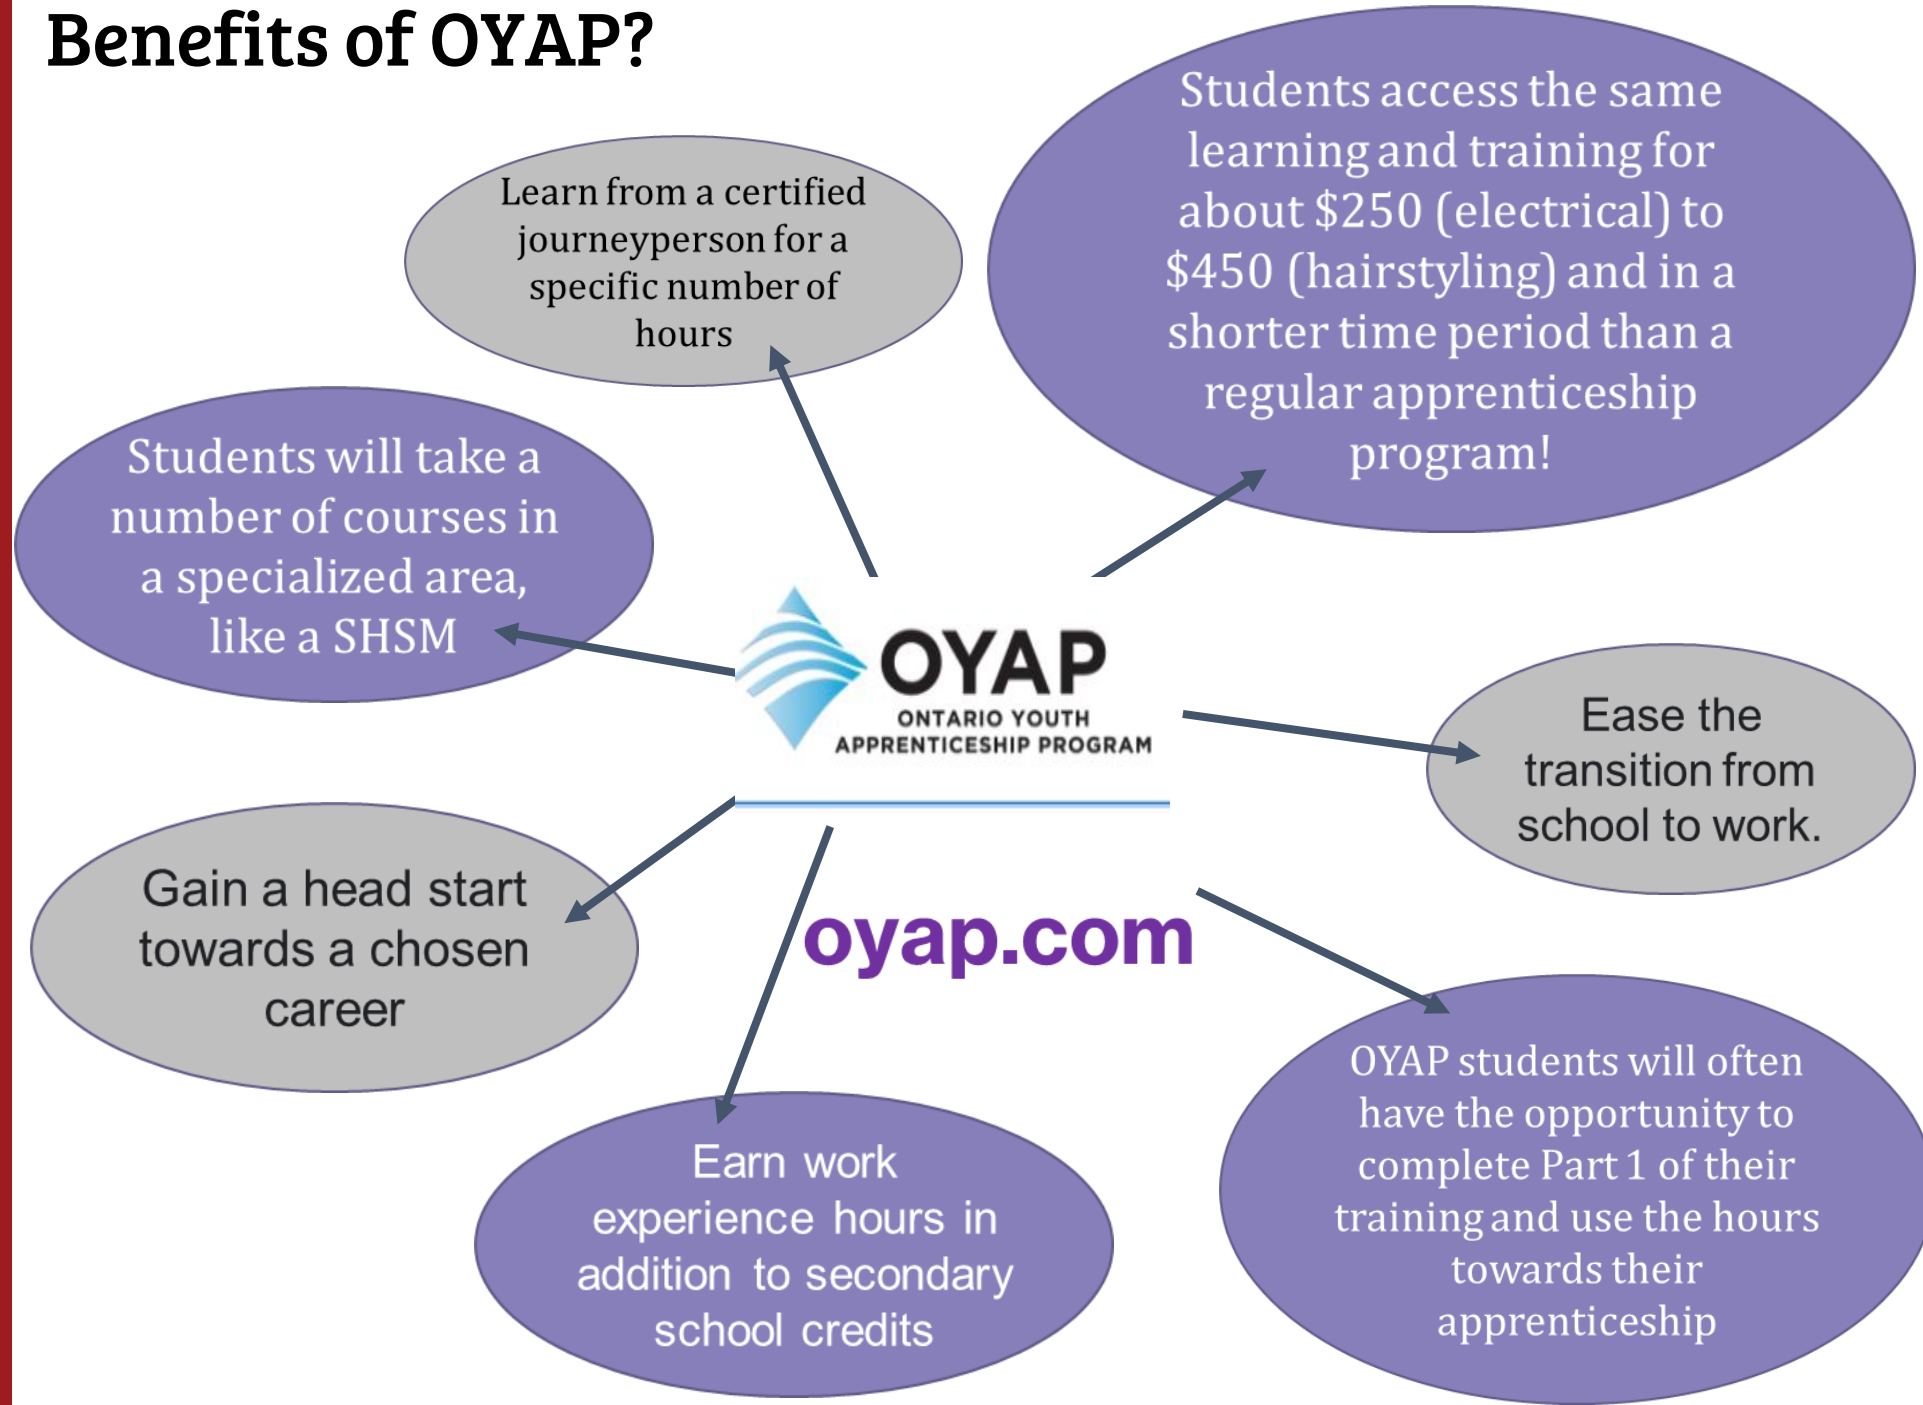 Benefits of OYAP?
Learn from a certified
journeyperson for a
specific number of
hours
Students access the same
learning and training for
about $250 (electrical) to
$450 (hairstyling) and in a
shorter time period than a
regular apprenticeship
program!
Students will take a
number of courses in
a specialized area,
like a SHSM
OYAP
ONTARIO YOUTH
APPRENTICESHIP PROGRAM
Ease the
transition from
school to work.
Gain a head start
towards a chosen
career
oyap.com
Earn work
experience hours in
addition to secondary
school credits
OYAP students will often
have the opportunity to
complete Part 1 of their
training and use the hours
towards their
apprenticeship